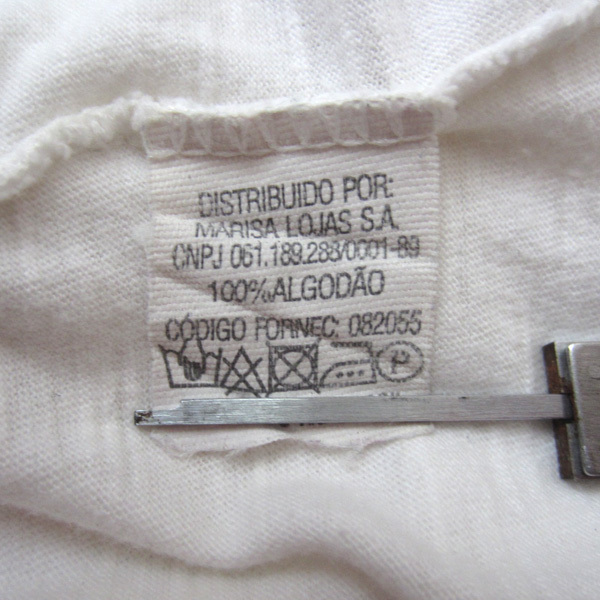 DISTRIBUIDO POR:
MARISA LOJAS S.A.
CNPJ 061.189.288/0001-89
100% ALGODÃO
CÓDIGO FORNEC: 082055
P